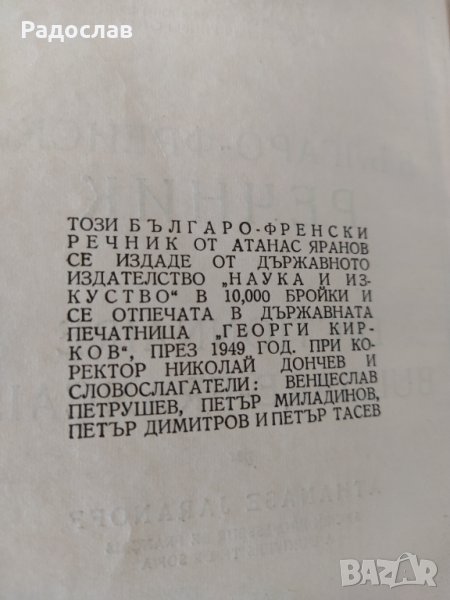 Радослав
ТОЗИ БЪЛГАРО-ФРЕНСКИ
РЕЧНИК ОТ АТАНАС ЯРАНОВ
СЕ ИЗДАДЕ ОТ ДЪРЖАВНОТО
ИЗДАТЕЛСТВО „НАУКА И ИЗ-
КУСТВО“ В 10,000 БРОЙКИ И
СЕ ОТПЕЧАТА В ДЪРЖАВНАТА
ПЕЧАТНИЦА „ГЕОРГИ КИР-
КОВ“, ПРЕЗ 1949 ГОД. ПРИ КО-
РЕКТОР НИКОЛАЙ ДОНЧЕВ И
СЛОВОСЛАГАТЕЛИ: ВЕНЦЕСЛАВ
ПЕТРУШЕВ, ПЕТЪР МИЛАДИНОВ,
ПЕТЪР ДИМИТРОВ И ПЕТЪР ТАСЕВ
BAZAR.bg